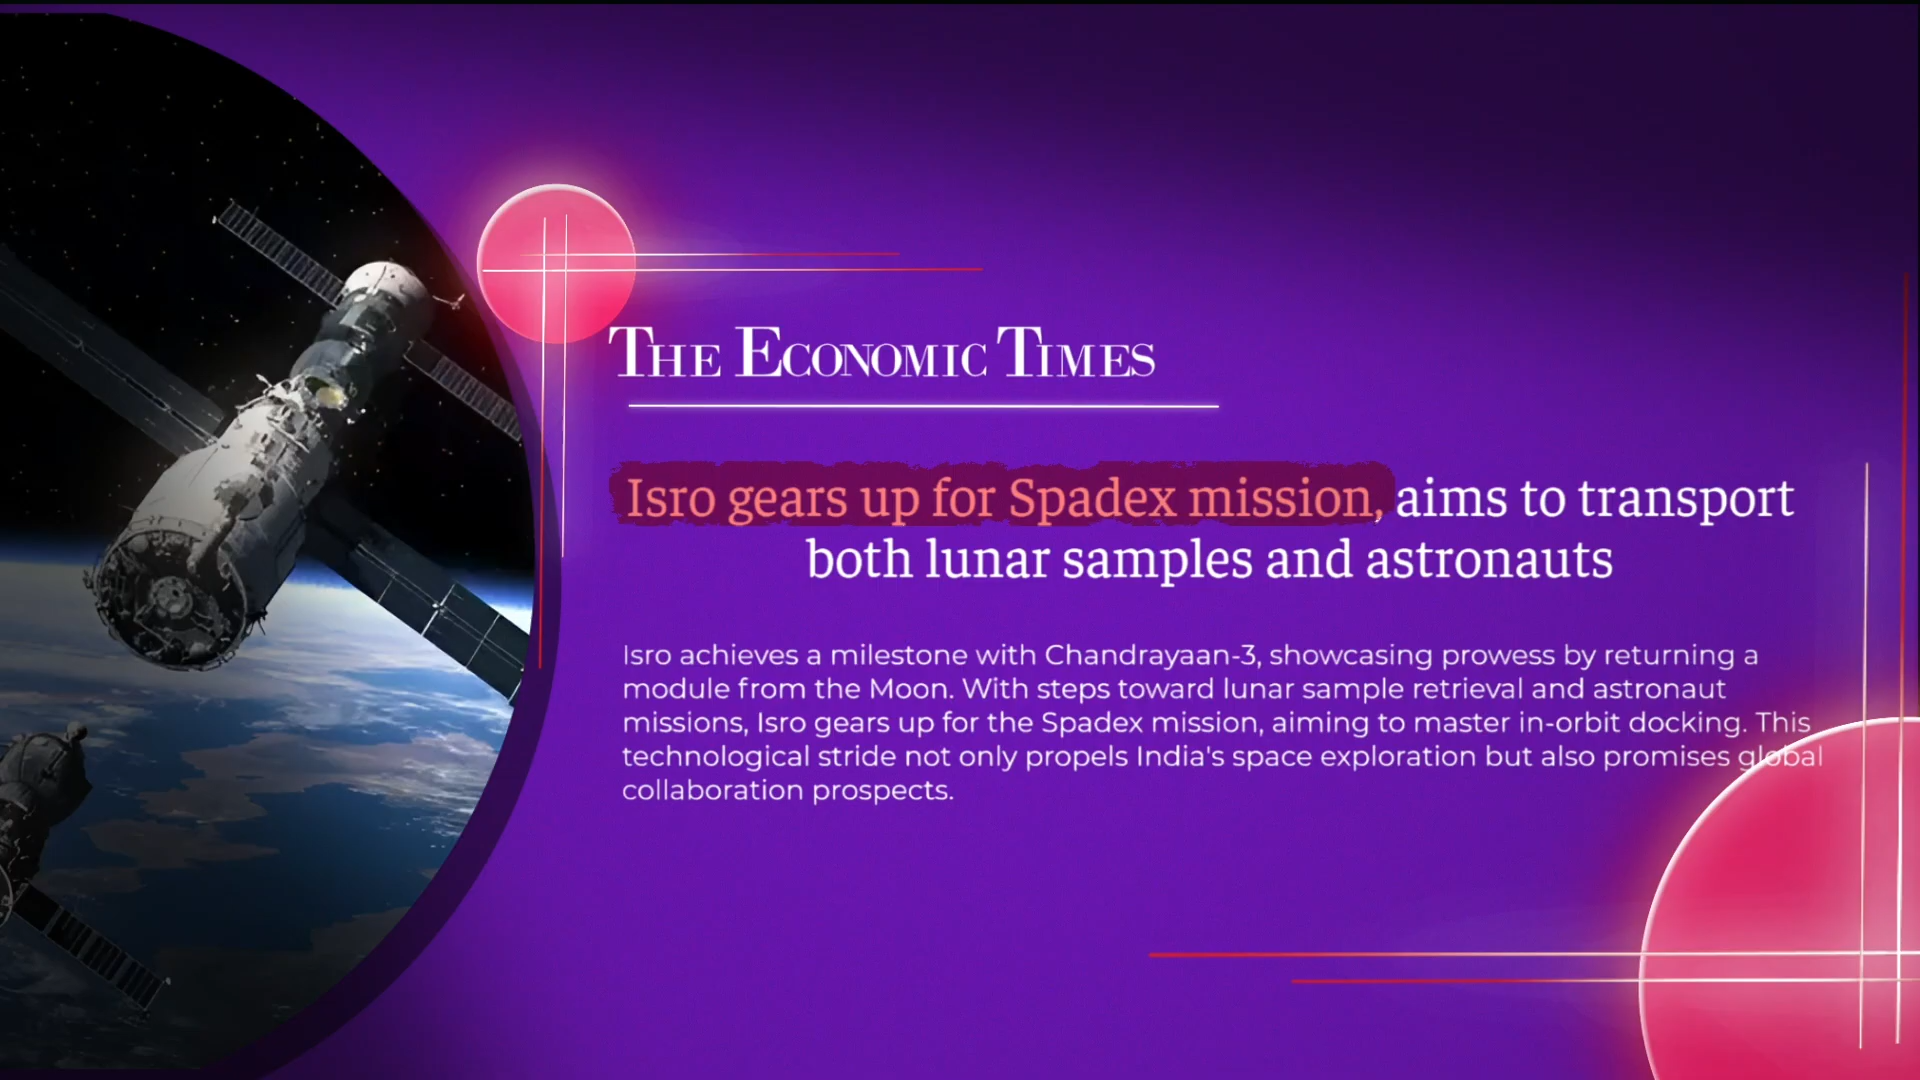 THE ECONOMIC TIMES
Isro gears up for Spadex mission, aims to transport
both lunar samples and astronauts
Isro achieves a milestone with Chandrayaan-3, showcasing prowess by returning a
module from the Moon. With steps toward lunar sample retrieval and astronaut
missions, Isro gears up for the Spadex mission, aiming to master in-orbit docking. This
technological stride not only propels India's space exploration but also promises global
collaboration prospects.